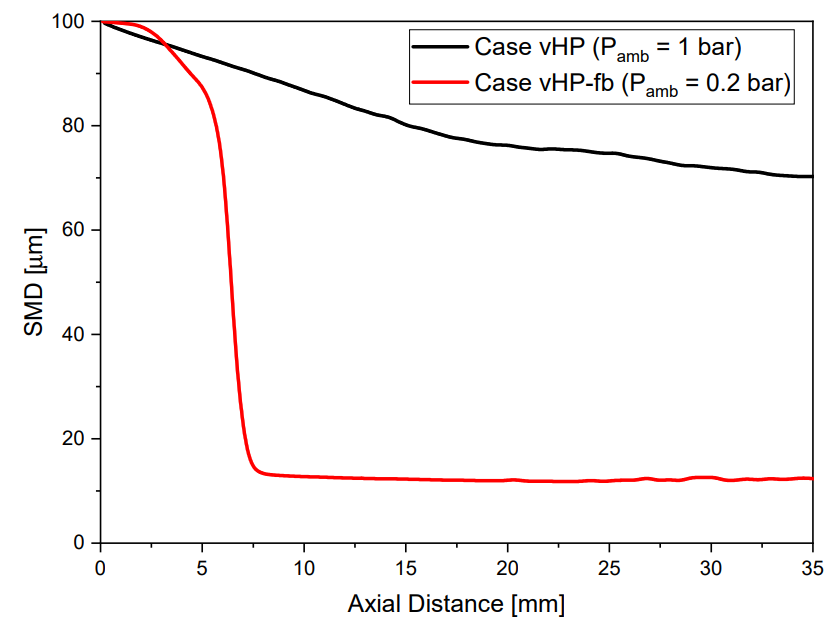 100
80
60
40
20
0
SMD [μm]
Case vHP (Pamb = 1 bar)
Case vHP-fb (Pamb = 0.2 bar)
0 5 10 15 20 25 30 35
Axial Distance [mm]